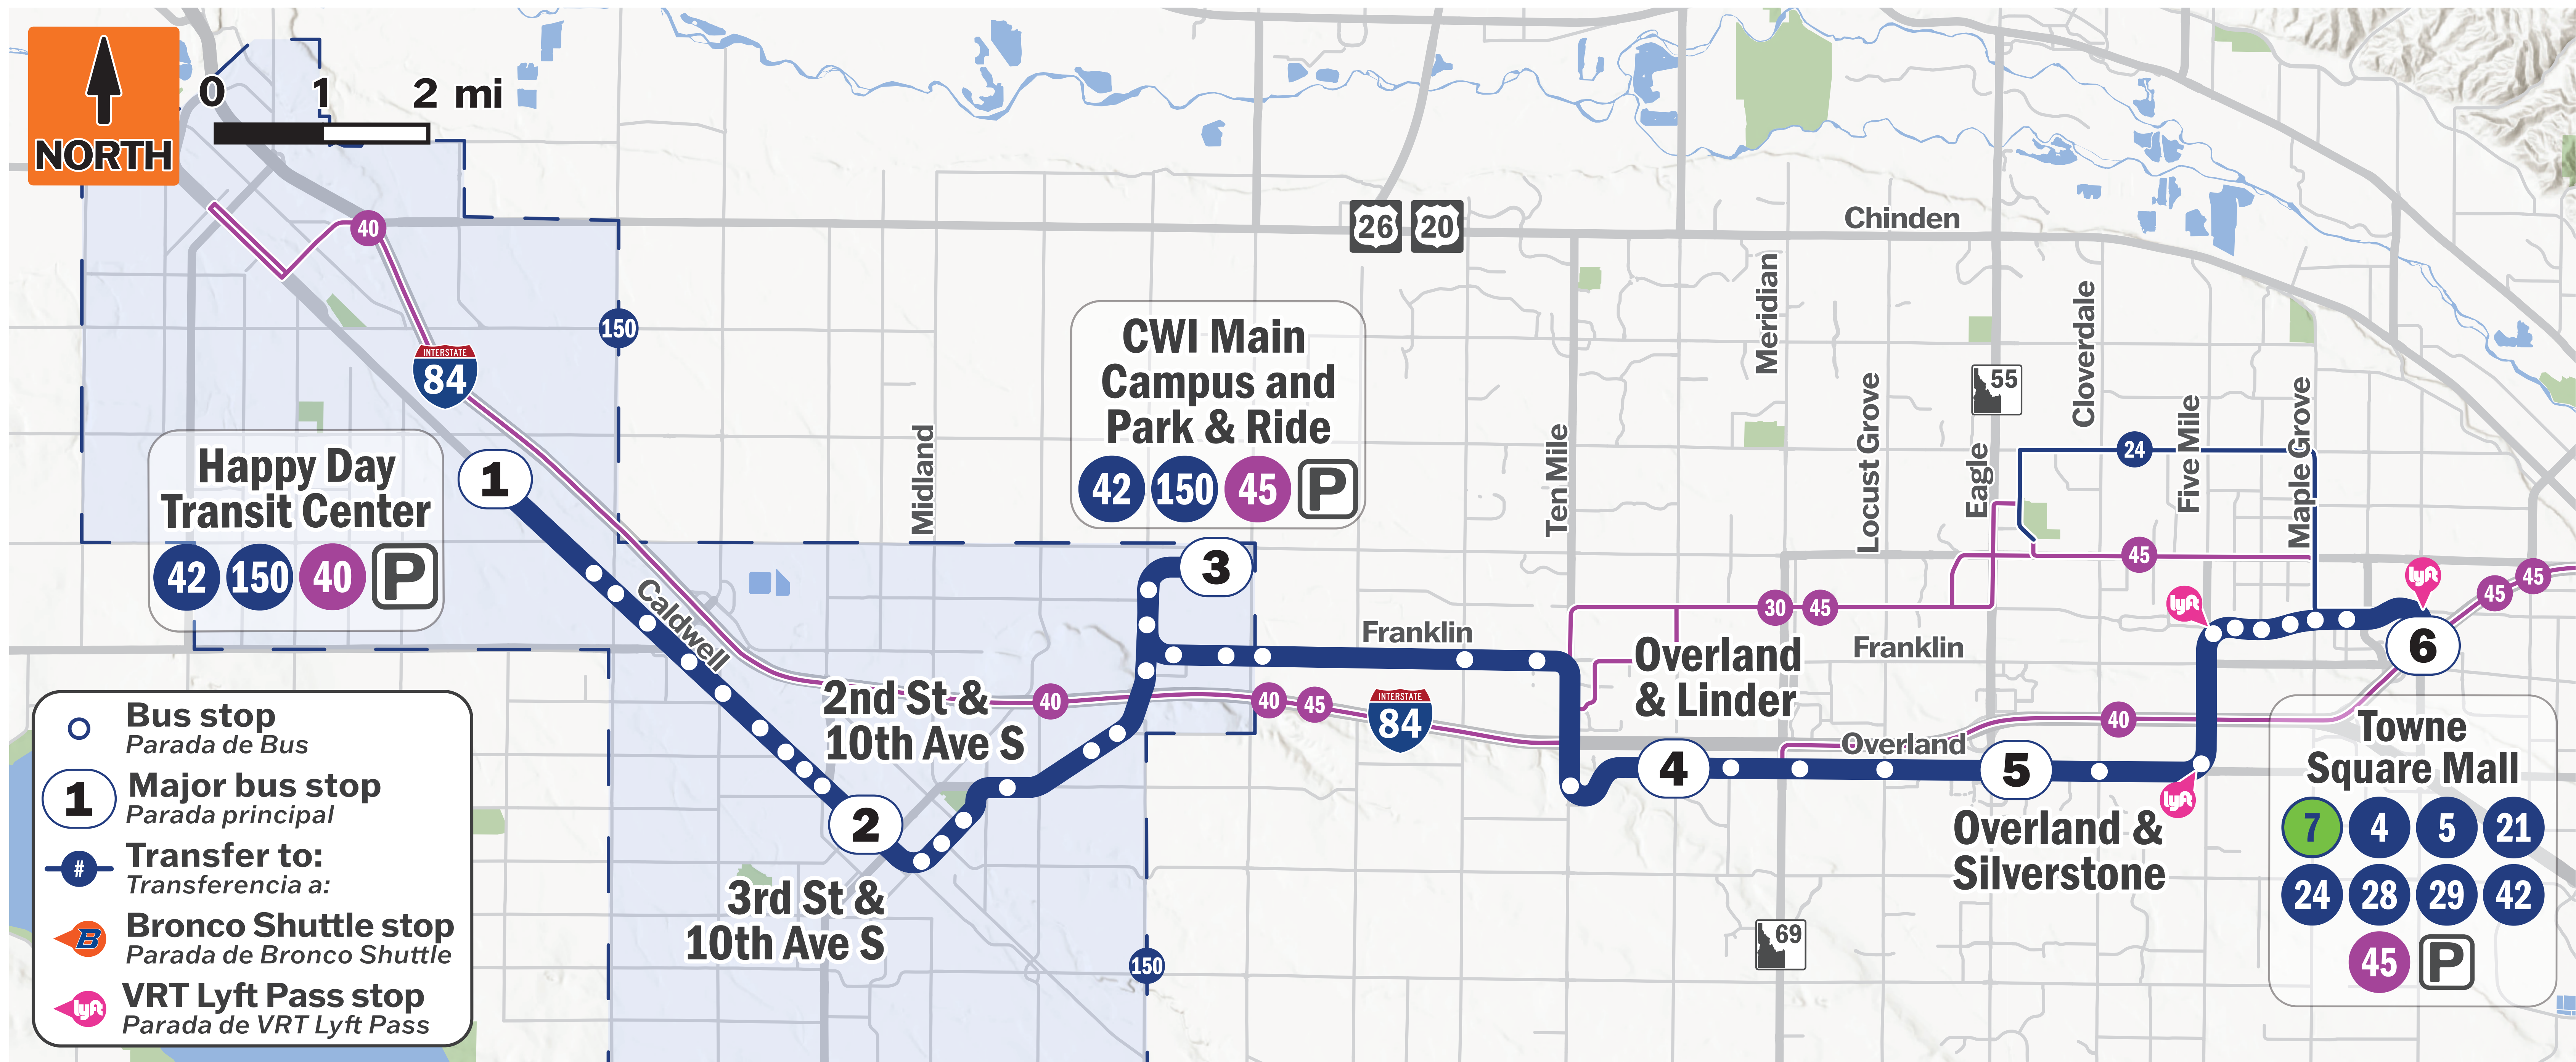 NORTH
0 1 2 mi
40
26 20
Chinden
150
INTERSTATE
84
CWI Main
Campus and
Park & Ride
42 150 45 P
Happy Day
Transit Center
42 150 40 P
1
Caldwell
Midland
3
Ten Mile
Meridian
Locust Grove
Eagle
55
Cloverdale
Five Mile
Maple Grove
24
45
lyft
lyft
45
45
30 45
Franklin
Franklin
Overland
& Linder
2nd St &
10th Ave S
40
40 45
INTERSTATE
84
40
6
4
Overland
5
lyft
2
3rd St &
10th Ave S
Overland &
Silverstone
69
150
Towne
Square Mall
7 4 5 21
24 28 29 42
45 P
Bus stop
Parada de Bus
1
Major bus stop
Parada principal
#
Transfer to:
Transferencia a:
B
Bronco Shuttle stop
Parada de Bronco Shuttle
lyft
VRT Lyft Pass stop
Parada de VRT Lyft Pass